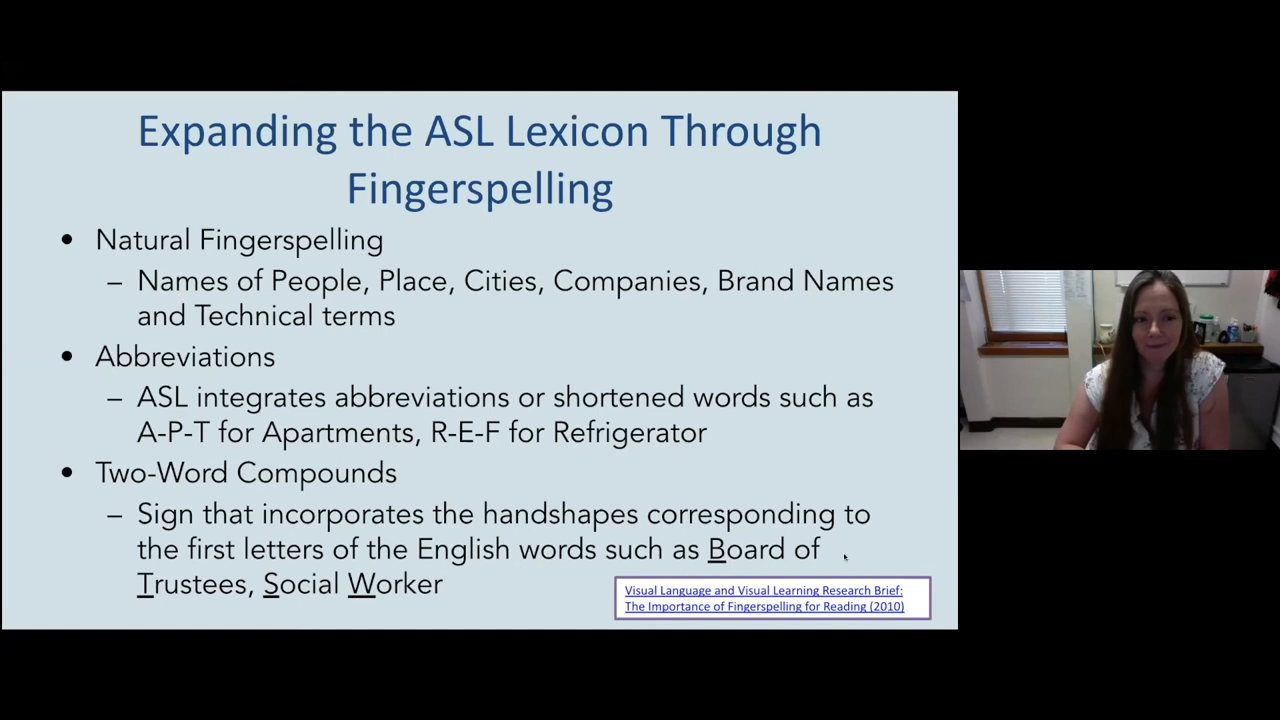 Expanding the ASL Lexicon Through
Fingerspelling
• Natural Fingerspelling
– Names of People, Place, Cities, Companies, Brand Names
and Technical terms
• Abbreviations
– ASL integrates abbreviations or shortened words such as
A-P-T for Apartments, R-E-F for Refrigerator
• Two-Word Compounds
– Sign that incorporates the handshapes corresponding to
the first letters of the English words such as Board of
Trustees, Social Worker
Visual Language and Visual Learning Research Brief:
The Importance of Fingerspelling for Reading (2010)